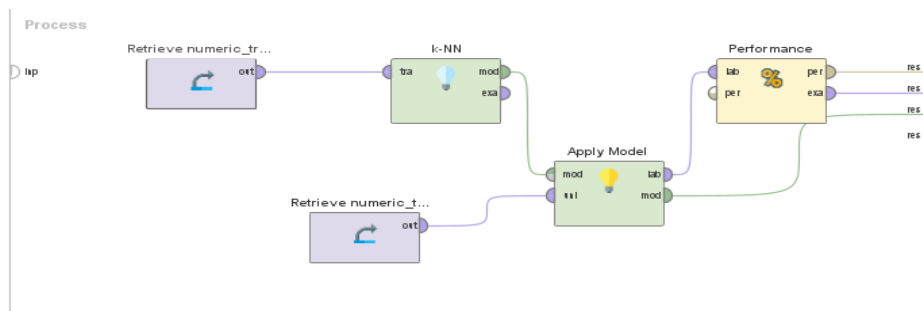 Process
Retrieve numeric_tr...
k-NN
Performance
inp
out
tra
mod
lab
per
res
exa
per
exa
res
res
Apply Model
res
mod
lab
Retrieve numeric_t...
unl
mod
out